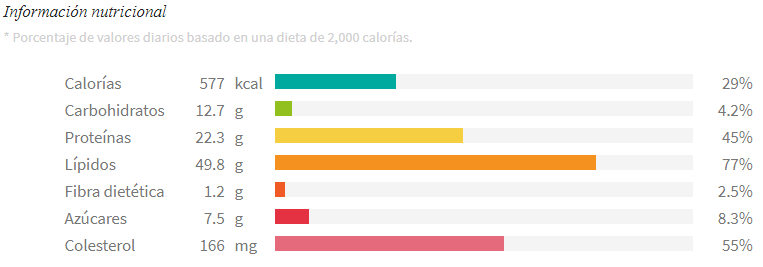 Información nutricional
* Porcentaje de valores diarios basado en una dieta de 2,000 calorías.
Calorías 577 kcal 29%
Carbohidratos 12.7 g 4.2%
Proteínas 22.3 g 45%
Lípidos 49.8 g 77%
Fibra dietética 1.2 g 2.5%
Azúcares 7.5 g 8.3%
Colesterol 166 mg 55%